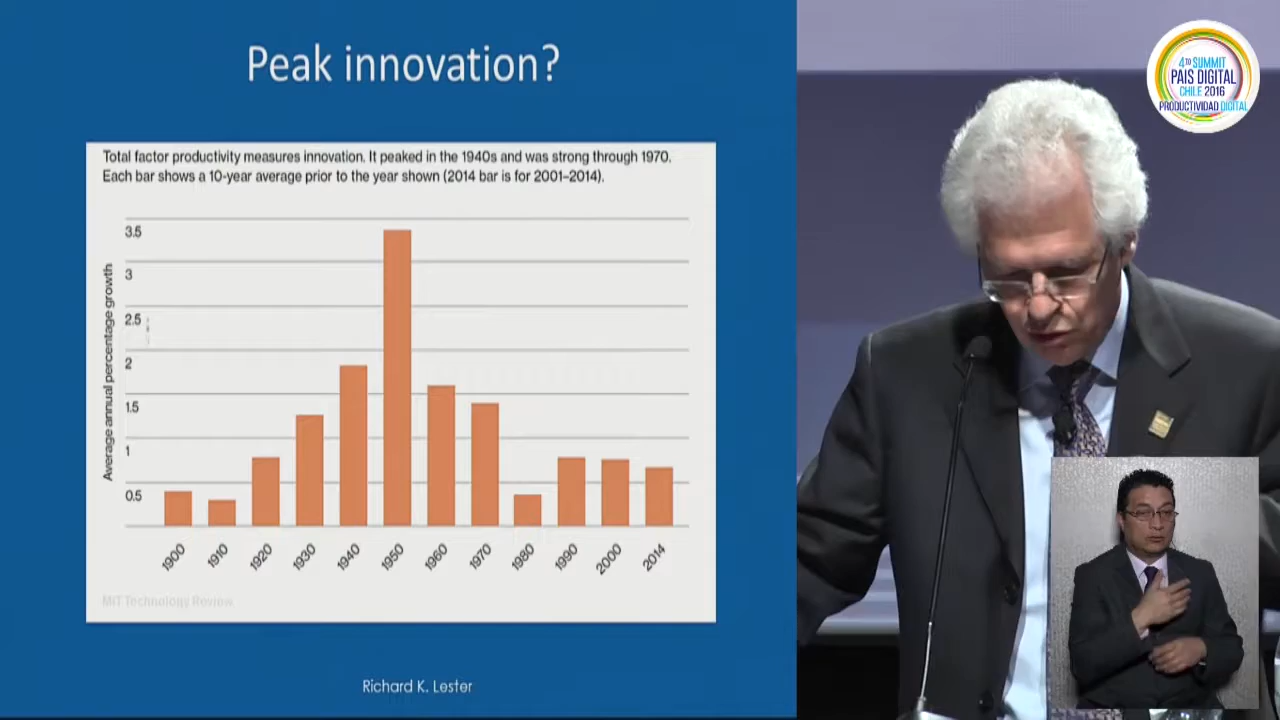 Peak innovation?
Total factor productivity measures innovation. It peaked in the 1940s and was strong through 1970.
Each bar shows a 10-year average prior to the year shown (2014 bar is for 2001–2014).
Average annual percentage growth
3.5
3
2.5
2
1.5
1
0.5
1900 1910 1920 1930 1940 1950 1960 1970 1980 1990 2000 2014
MIT Technology Review
Richard K. Lester
4TO SUMMIT
PAIS DIGITAL
CHILE 2016
PRODUCTIVIDAD DIGITAL